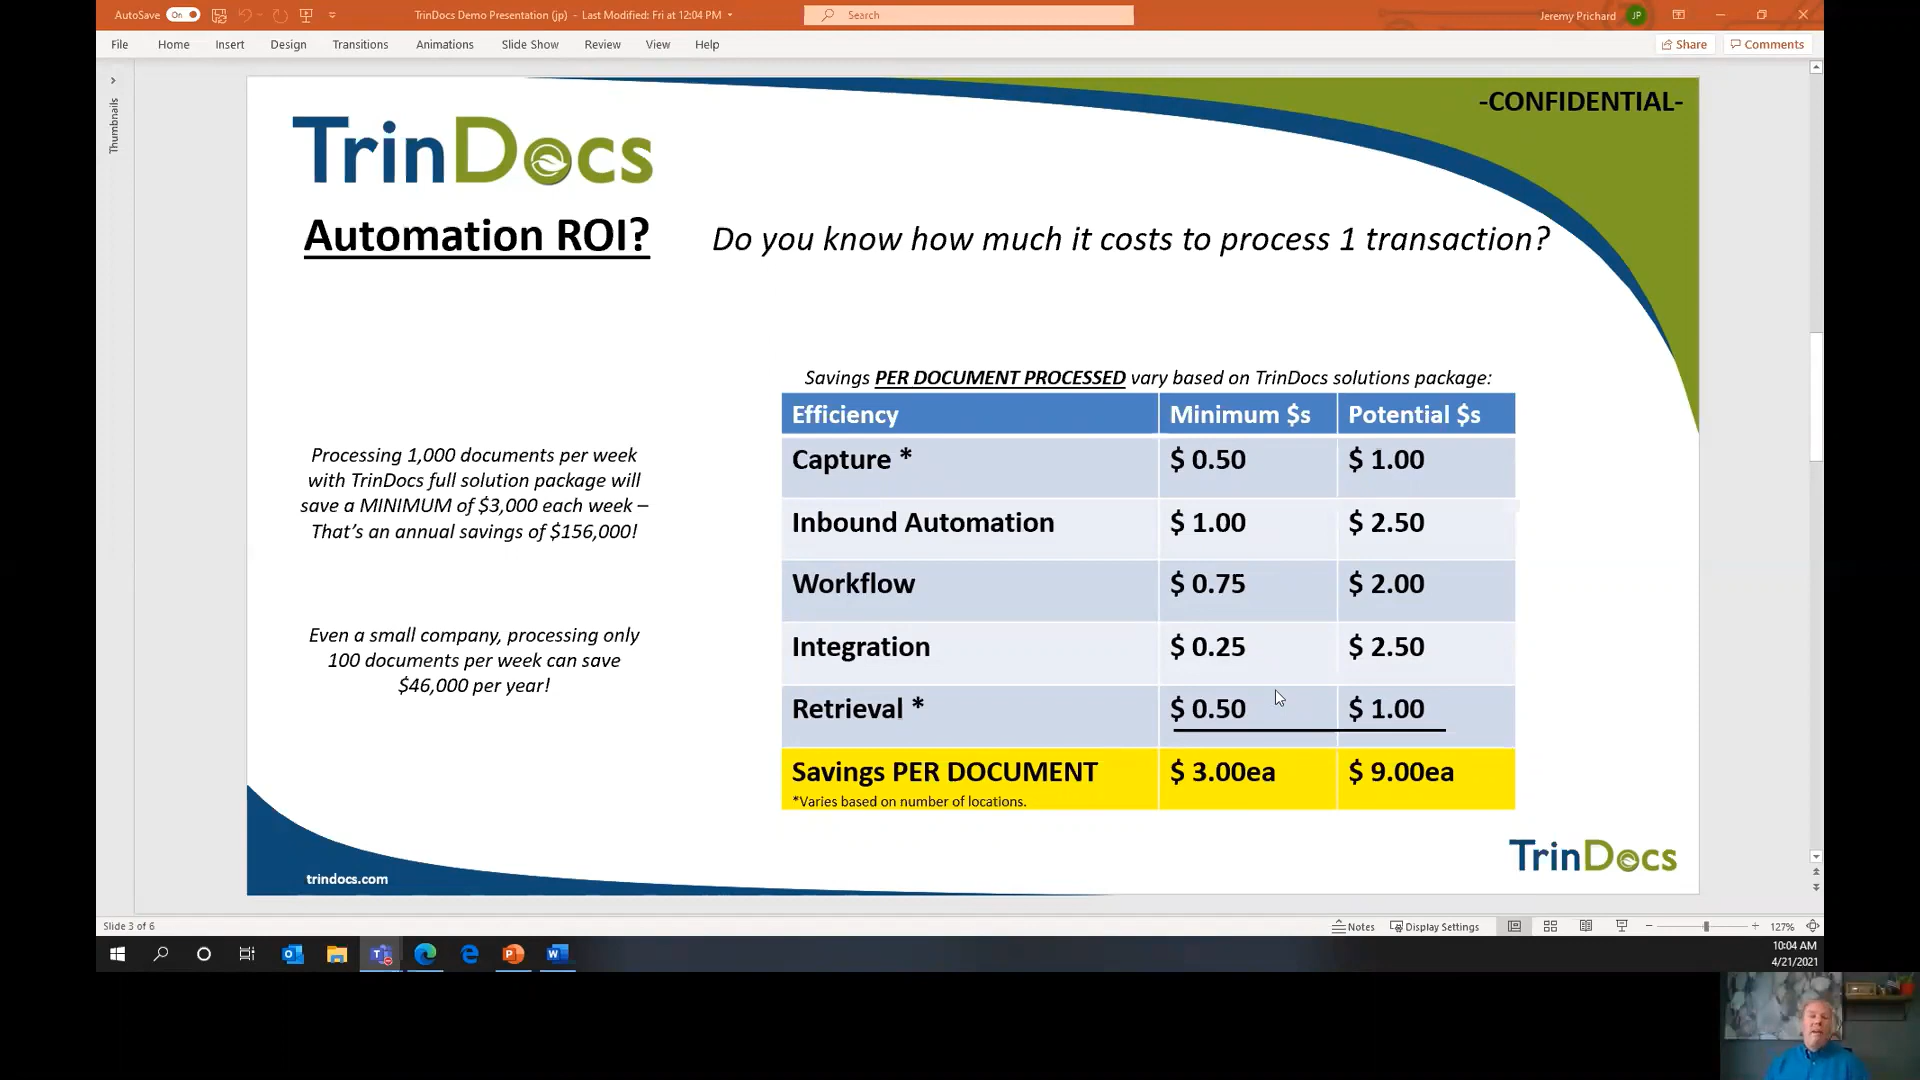 AutoSave On
TrinDocs Demo Presentation (jp) - Last Modified: Fri at 12:04 PM
Search
Jeremy Prichard JP
File Home Insert Design Transitions Animations Slide Show Review View Help
Share Comments
Thumbnails
-CONFIDENTIAL-
TrinDocs
Automation ROI?
Do you know how much it costs to process 1 transaction?
Processing 1,000 documents per week
with TrinDocs full solution package will
save a MINIMUM of $3,000 each week –
That's an annual savings of $156,000!
Even a small company, processing only
100 documents per week can save
$46,000 per year!
Savings PER DOCUMENT PROCESSED vary based on TrinDocs solutions package:
Efficiency Minimum $s Potential $s
Capture * $ 0.50 $ 1.00
Inbound Automation $ 1.00 $ 2.50
Workflow $ 0.75 $ 2.00
Integration $ 0.25 $ 2.50
Retrieval * $ 0.50 $ 1.00
Savings PER DOCUMENT $ 3.00ea $ 9.00ea
*Varies based on number of locations.
TrinDocs
trindocs.com
Slide 3 of 6
Notes Display Settings 127%
10:04 AM
4/21/2021